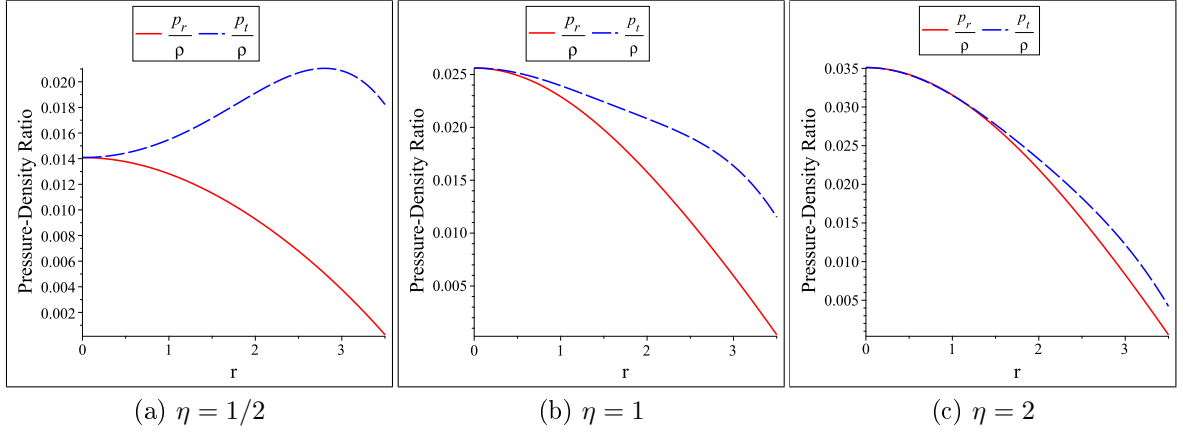 p_r/ρ p_t/ρ
Pressure-Density Ratio
0.020
0.018
0.016
0.014
0.012
0.010
0.008
0.006
0.004
0.002
0 1 2 3
r
(a) η = 1/2
p_r/ρ p_t/ρ
Pressure-Density Ratio
0.025
0.020
0.015
0.010
0.005
0 1 2 3
r
(b) η = 1
p_r/ρ p_t/ρ
Pressure-Density Ratio
0.035
0.030
0.025
0.020
0.015
0.010
0.005
0 1 2 3
r
(c) η = 2